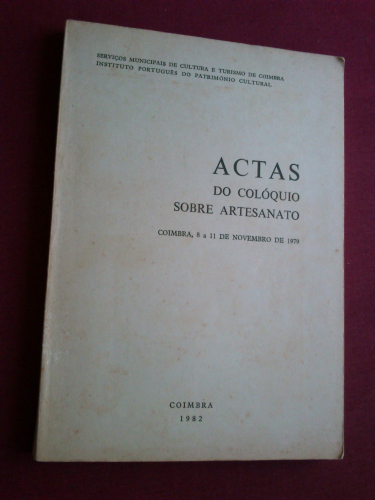 SERVIÇOS MUNICIPAIS DE CULTURA E TURISMO DE COIMBRA
INSTITUTO PORTUGUÊS DO PATRIMÓNIO CULTURAL
ACTAS
DO COLÓQUIO
SOBRE ARTESANATO
COIMBRA, 8 a 11 DE NOVEMBRO DE 1979
COIMBRA
1982